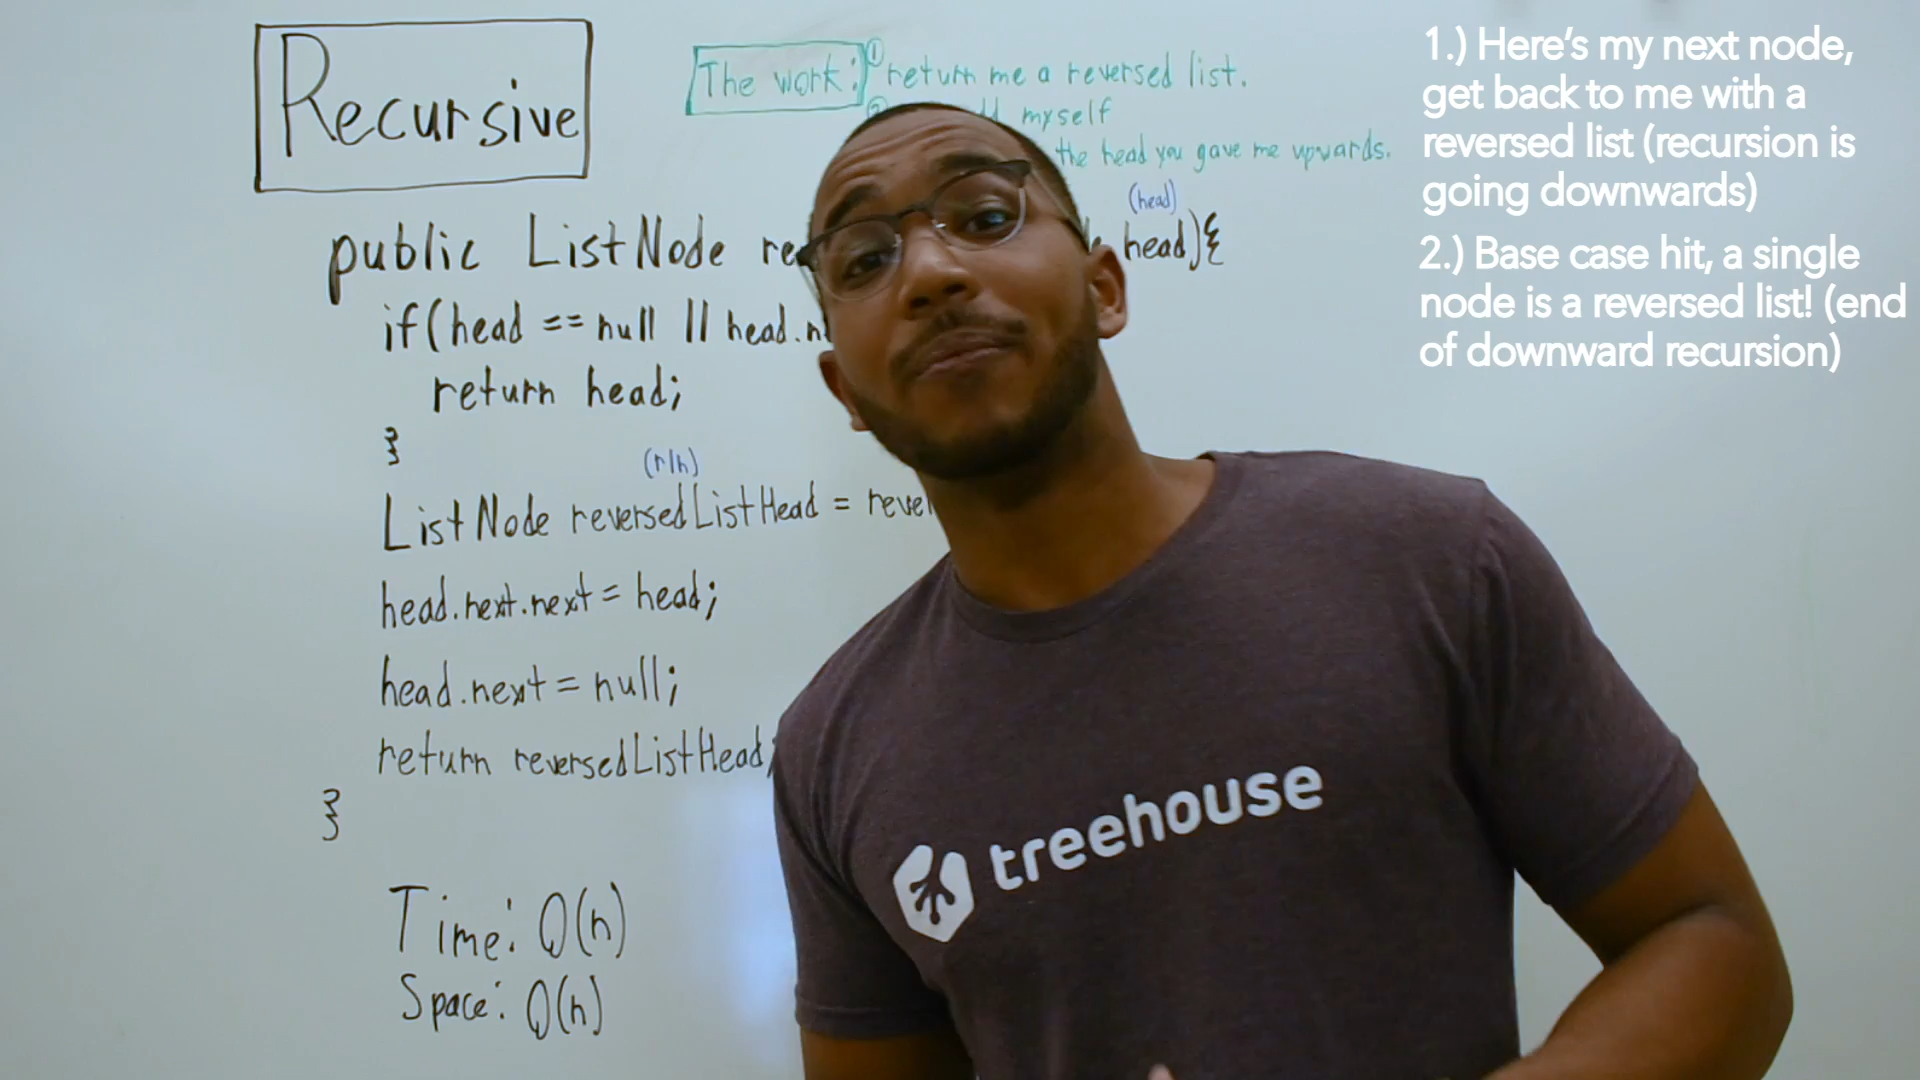 Recursive
The work: ① return me a reversed list.
② myself
the head you gave me upwards.
(head)
public ListNode head){
if(head == null || head.n
return head;
}
(rlh)
ListNode reversedListHead =
head.next.next = head;
head.next = null;
return reversedListHead;
}
Time: O(n)
Space: O(n)
treehouse
1.) Here's my next node,
get back to me with a
reversed list (recursion is
going downwards)
2.) Base case hit, a single
node is a reversed list! (end
of downward recursion)